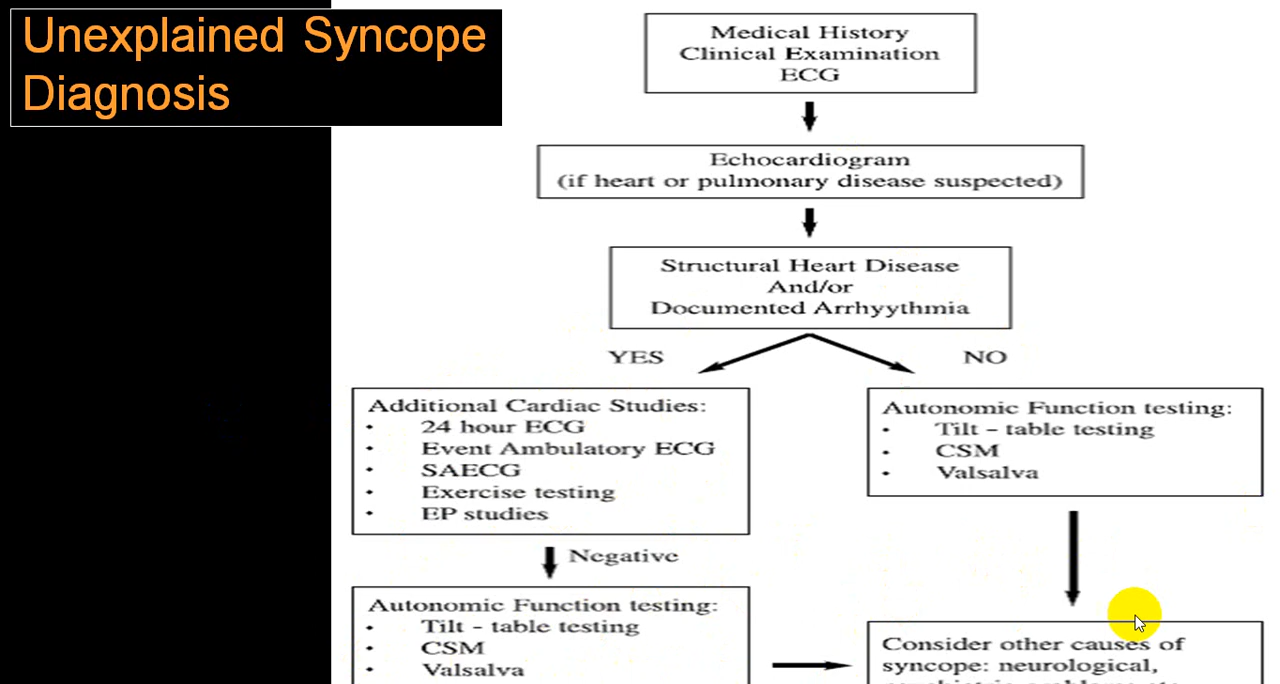 Unexplained Syncope
Diagnosis
Medical History
Clinical Examination
ECG
Echocardiogram
(if heart or pulmonary disease suspected)
Structural Heart Disease
And/or
Documented Arrhyythmia
YES
NO
Additional Cardiac Studies:
• 24 hour ECG
• Event Ambulatory ECG
• SAECG
• Exercise testing
• EP studies
Autonomic Function testing:
• Tilt - table testing
• CSM
• Valsalva
Negative
Autonomic Function testing:
• Tilt - table testing
• CSM
• Valsalva
Consider other causes of
syncope: neurological,